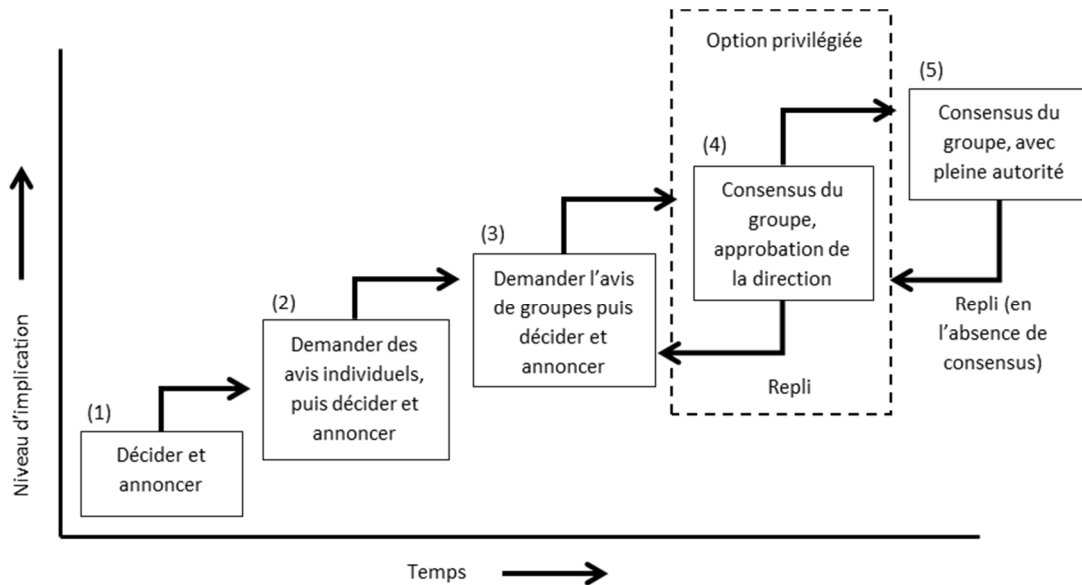 Niveau d'implication
(1)
Décider et
annoncer
(2)
Demander des
avis individuels,
puis décider et
annoncer
(3)
Demander l'avis
de groupes puis
décider et
annoncer
Option privilégiée
(4)
Consensus du
groupe,
approbation de
la direction
Repli
(5)
Consensus du
groupe, avec
pleine autorité
Repli (en
l'absence de
consensus)
Temps